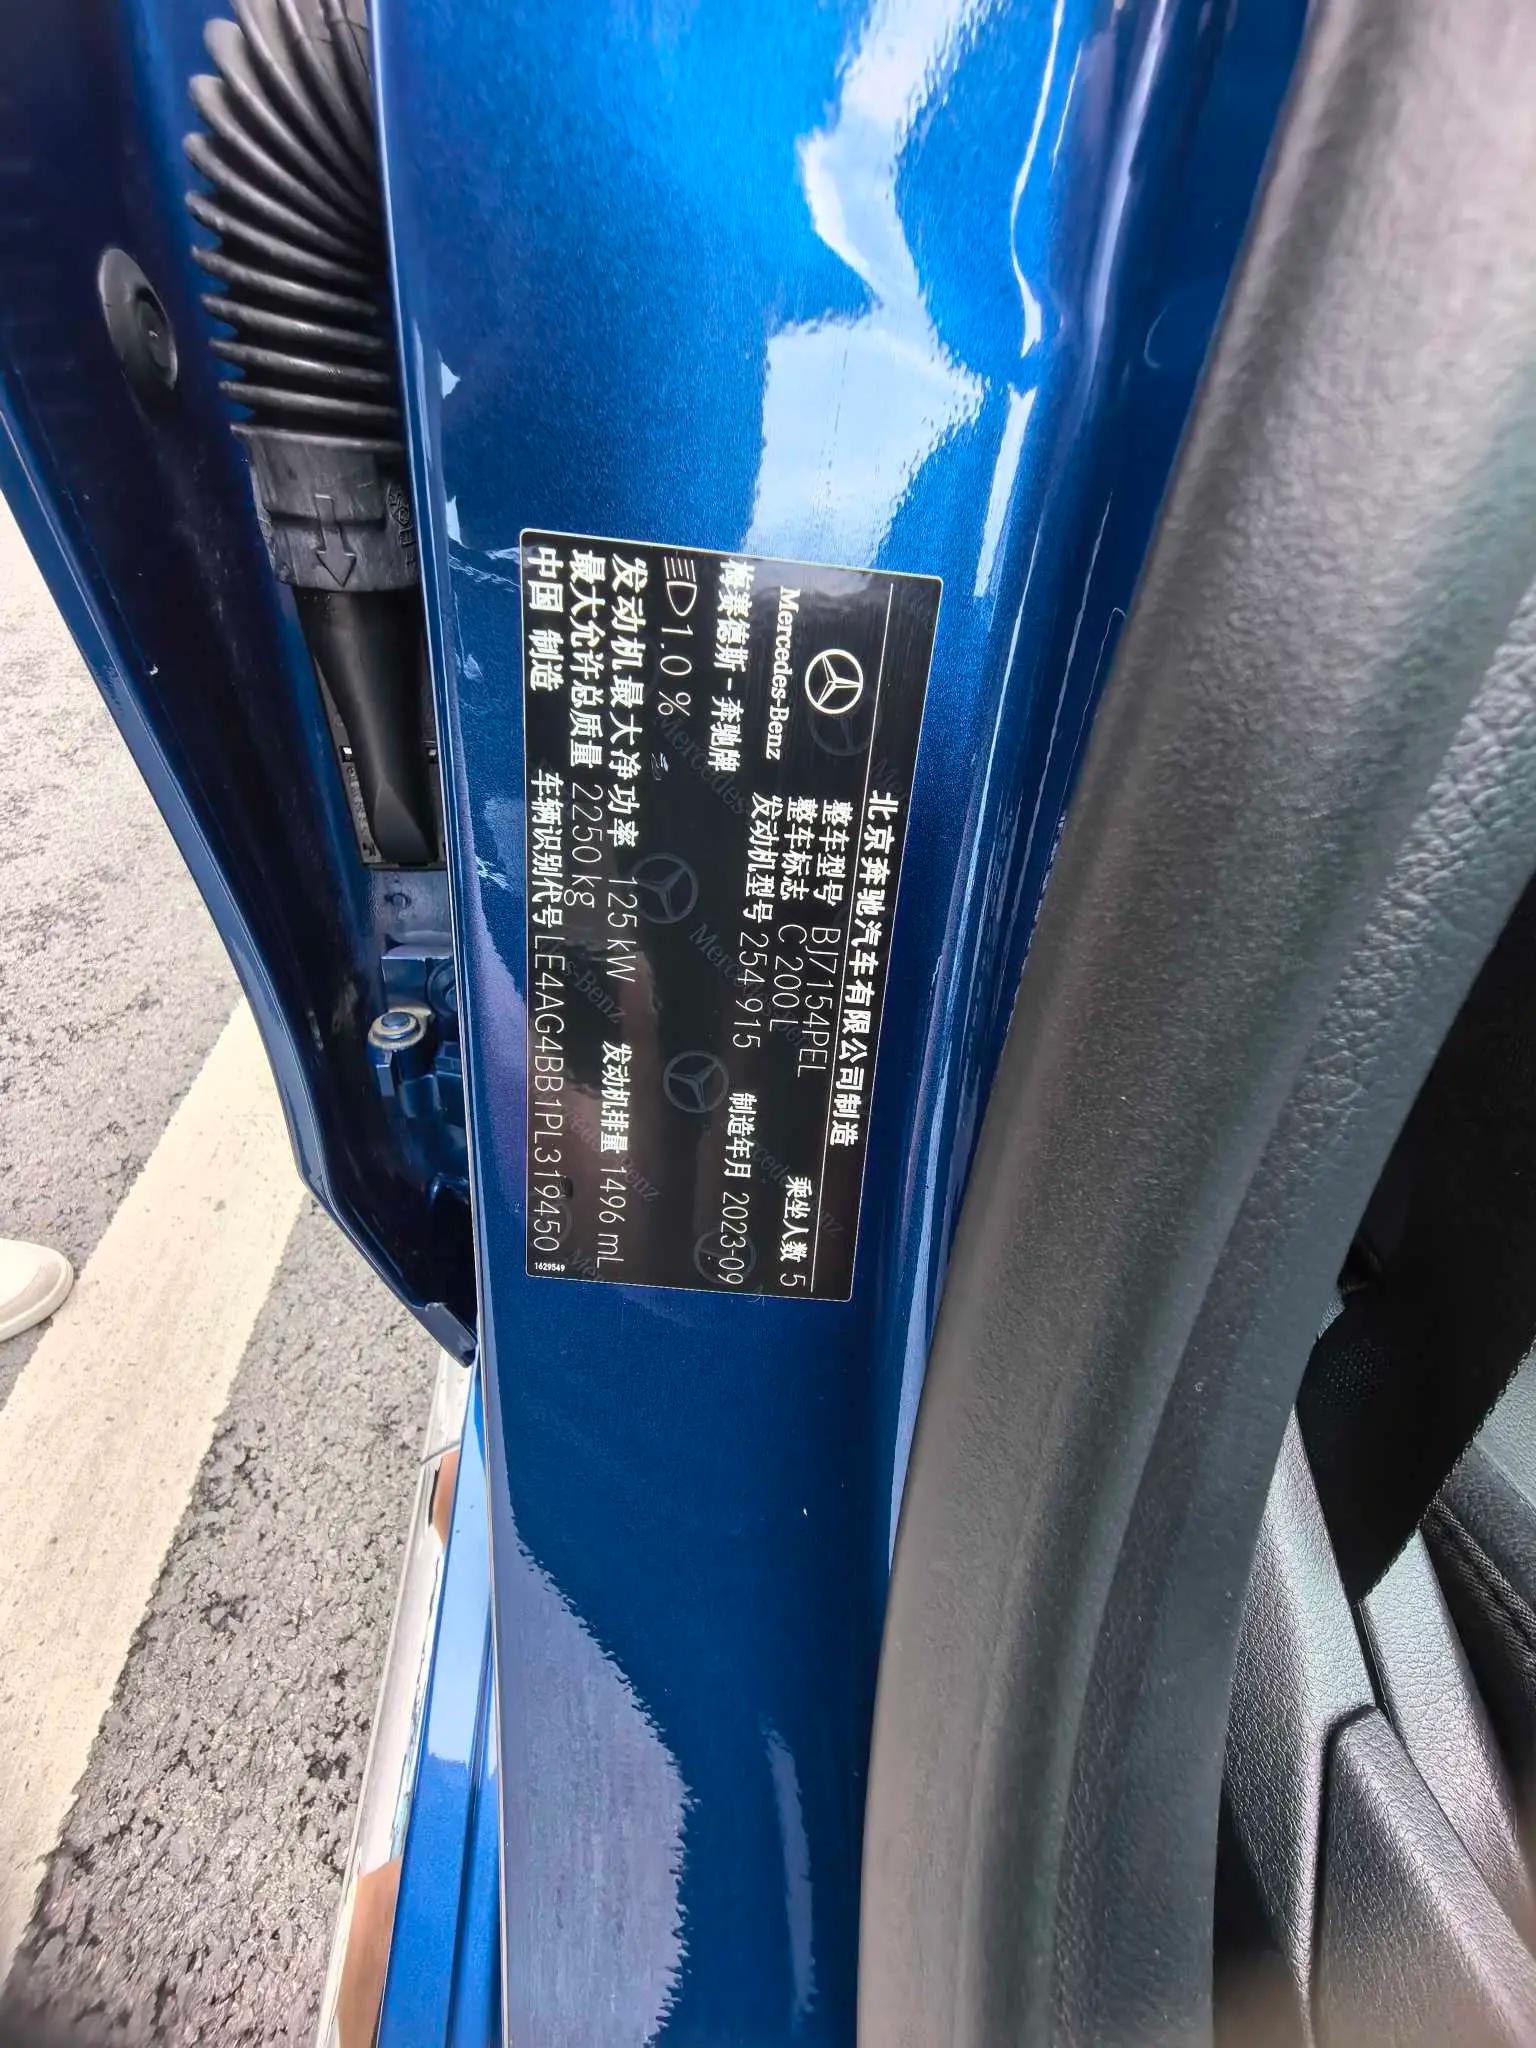 北京奔驰汽车有限公司制造
Mercedes-Benz
整车型号 BJ7154PEL
乘坐人数 5
整车标志 C 200 L
梅赛德斯-奔驰牌
发动机型号 254 915
制造年月 2023-09
1.0 %
发动机最大净功率 125 kW
发动机排量 1496 mL
最大允许总质量 2250 kg
中国 制造
车辆识别代号 LE4AG4BB1PL319450
1629549